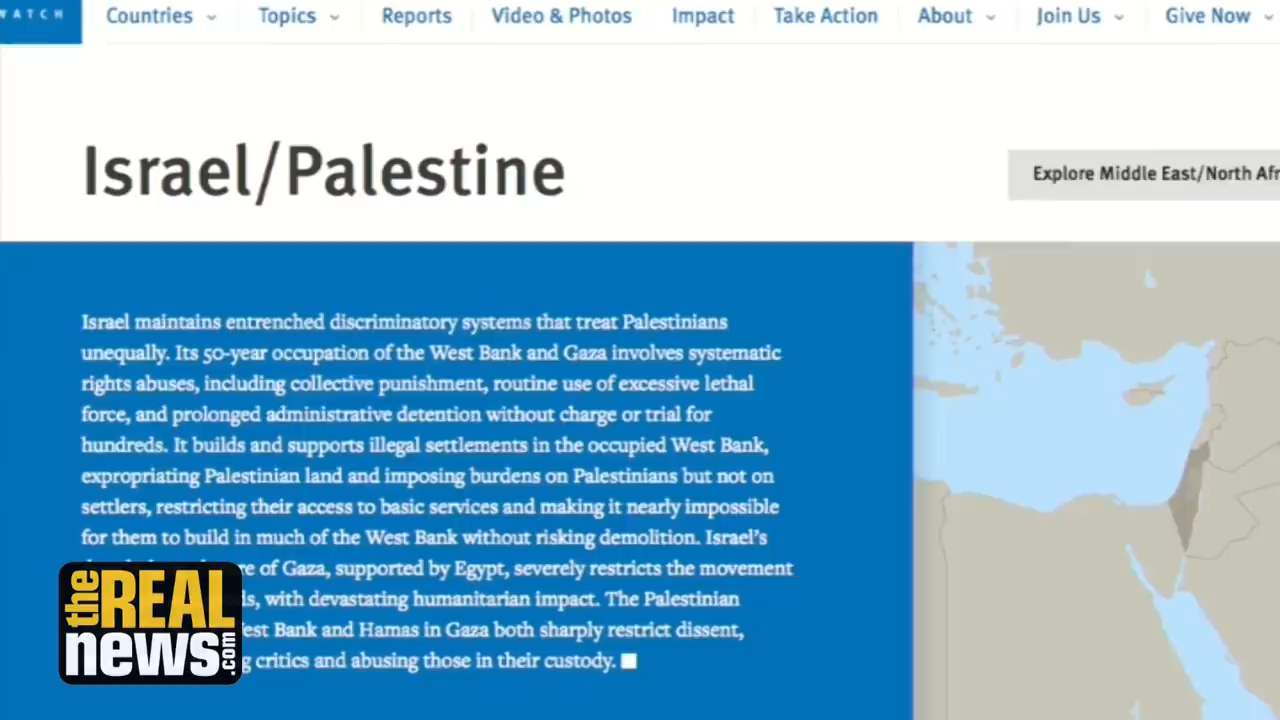 WATCH
Countries Topics Reports Video & Photos Impact Take Action About Join Us Give Now
Israel/Palestine
Explore Middle East/North Afr
Israel maintains entrenched discriminatory systems that treat Palestinians
unequally. Its 50-year occupation of the West Bank and Gaza involves systematic
rights abuses, including collective punishment, routine use of excessive lethal
force, and prolonged administrative detention without charge or trial for
hundreds. It builds and supports illegal settlements in the occupied West Bank,
expropriating Palestinian land and imposing burdens on Palestinians but not on
settlers, restricting their access to basic services and making it nearly impossible
for them to build in much of the West Bank without risking demolition. Israel’s
of Gaza, supported by Egypt, severely restricts the movement
with devastating humanitarian impact. The Palestinian
Bank and Hamas in Gaza both sharply restrict dissent,
critics and abusing those in their custody.
the REAL
news.com